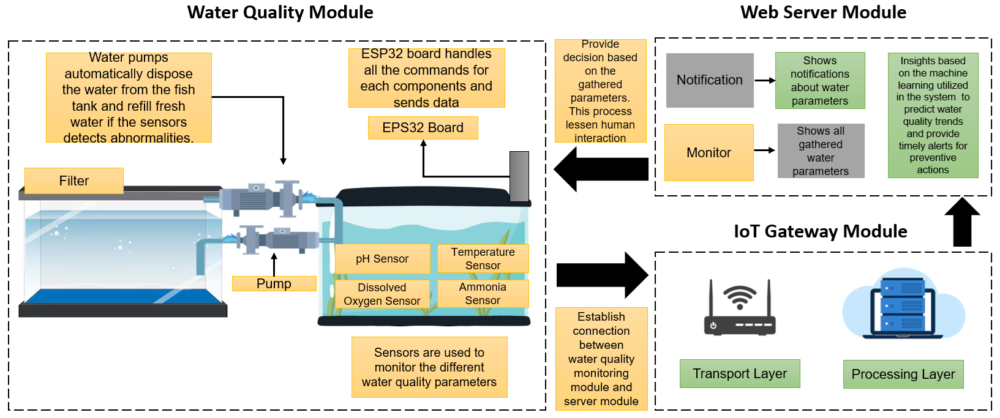 Water Quality Module
Web Server Module
Water pumps
automatically dispose
the water from the fish
tank and refill fresh
water if the sensors
detects abnormalities.
ESP32 board handles
all the commands for
each components and
sends data
EPS32 Board
Filter
Pump
pH Sensor
Temperature
Sensor
Dissolved
Oxygen Sensor
Ammonia
Sensor
Sensors are used to
monitor the different
water quality parameters
Provide
decision based
on the
gathered
parameters.
This process
lessen human
interaction
Notification
Shows
notifications
about water
parameters
Monitor
Shows all
gathered
water
parameters
Insights based
on the machine
learning utilized
in the system to
predict water
quality trends
and provide
timely alerts for
preventive
actions
IoT Gateway Module
Establish
connection
between
water quality
monitoring
module and
server module
Transport Layer
Processing Layer